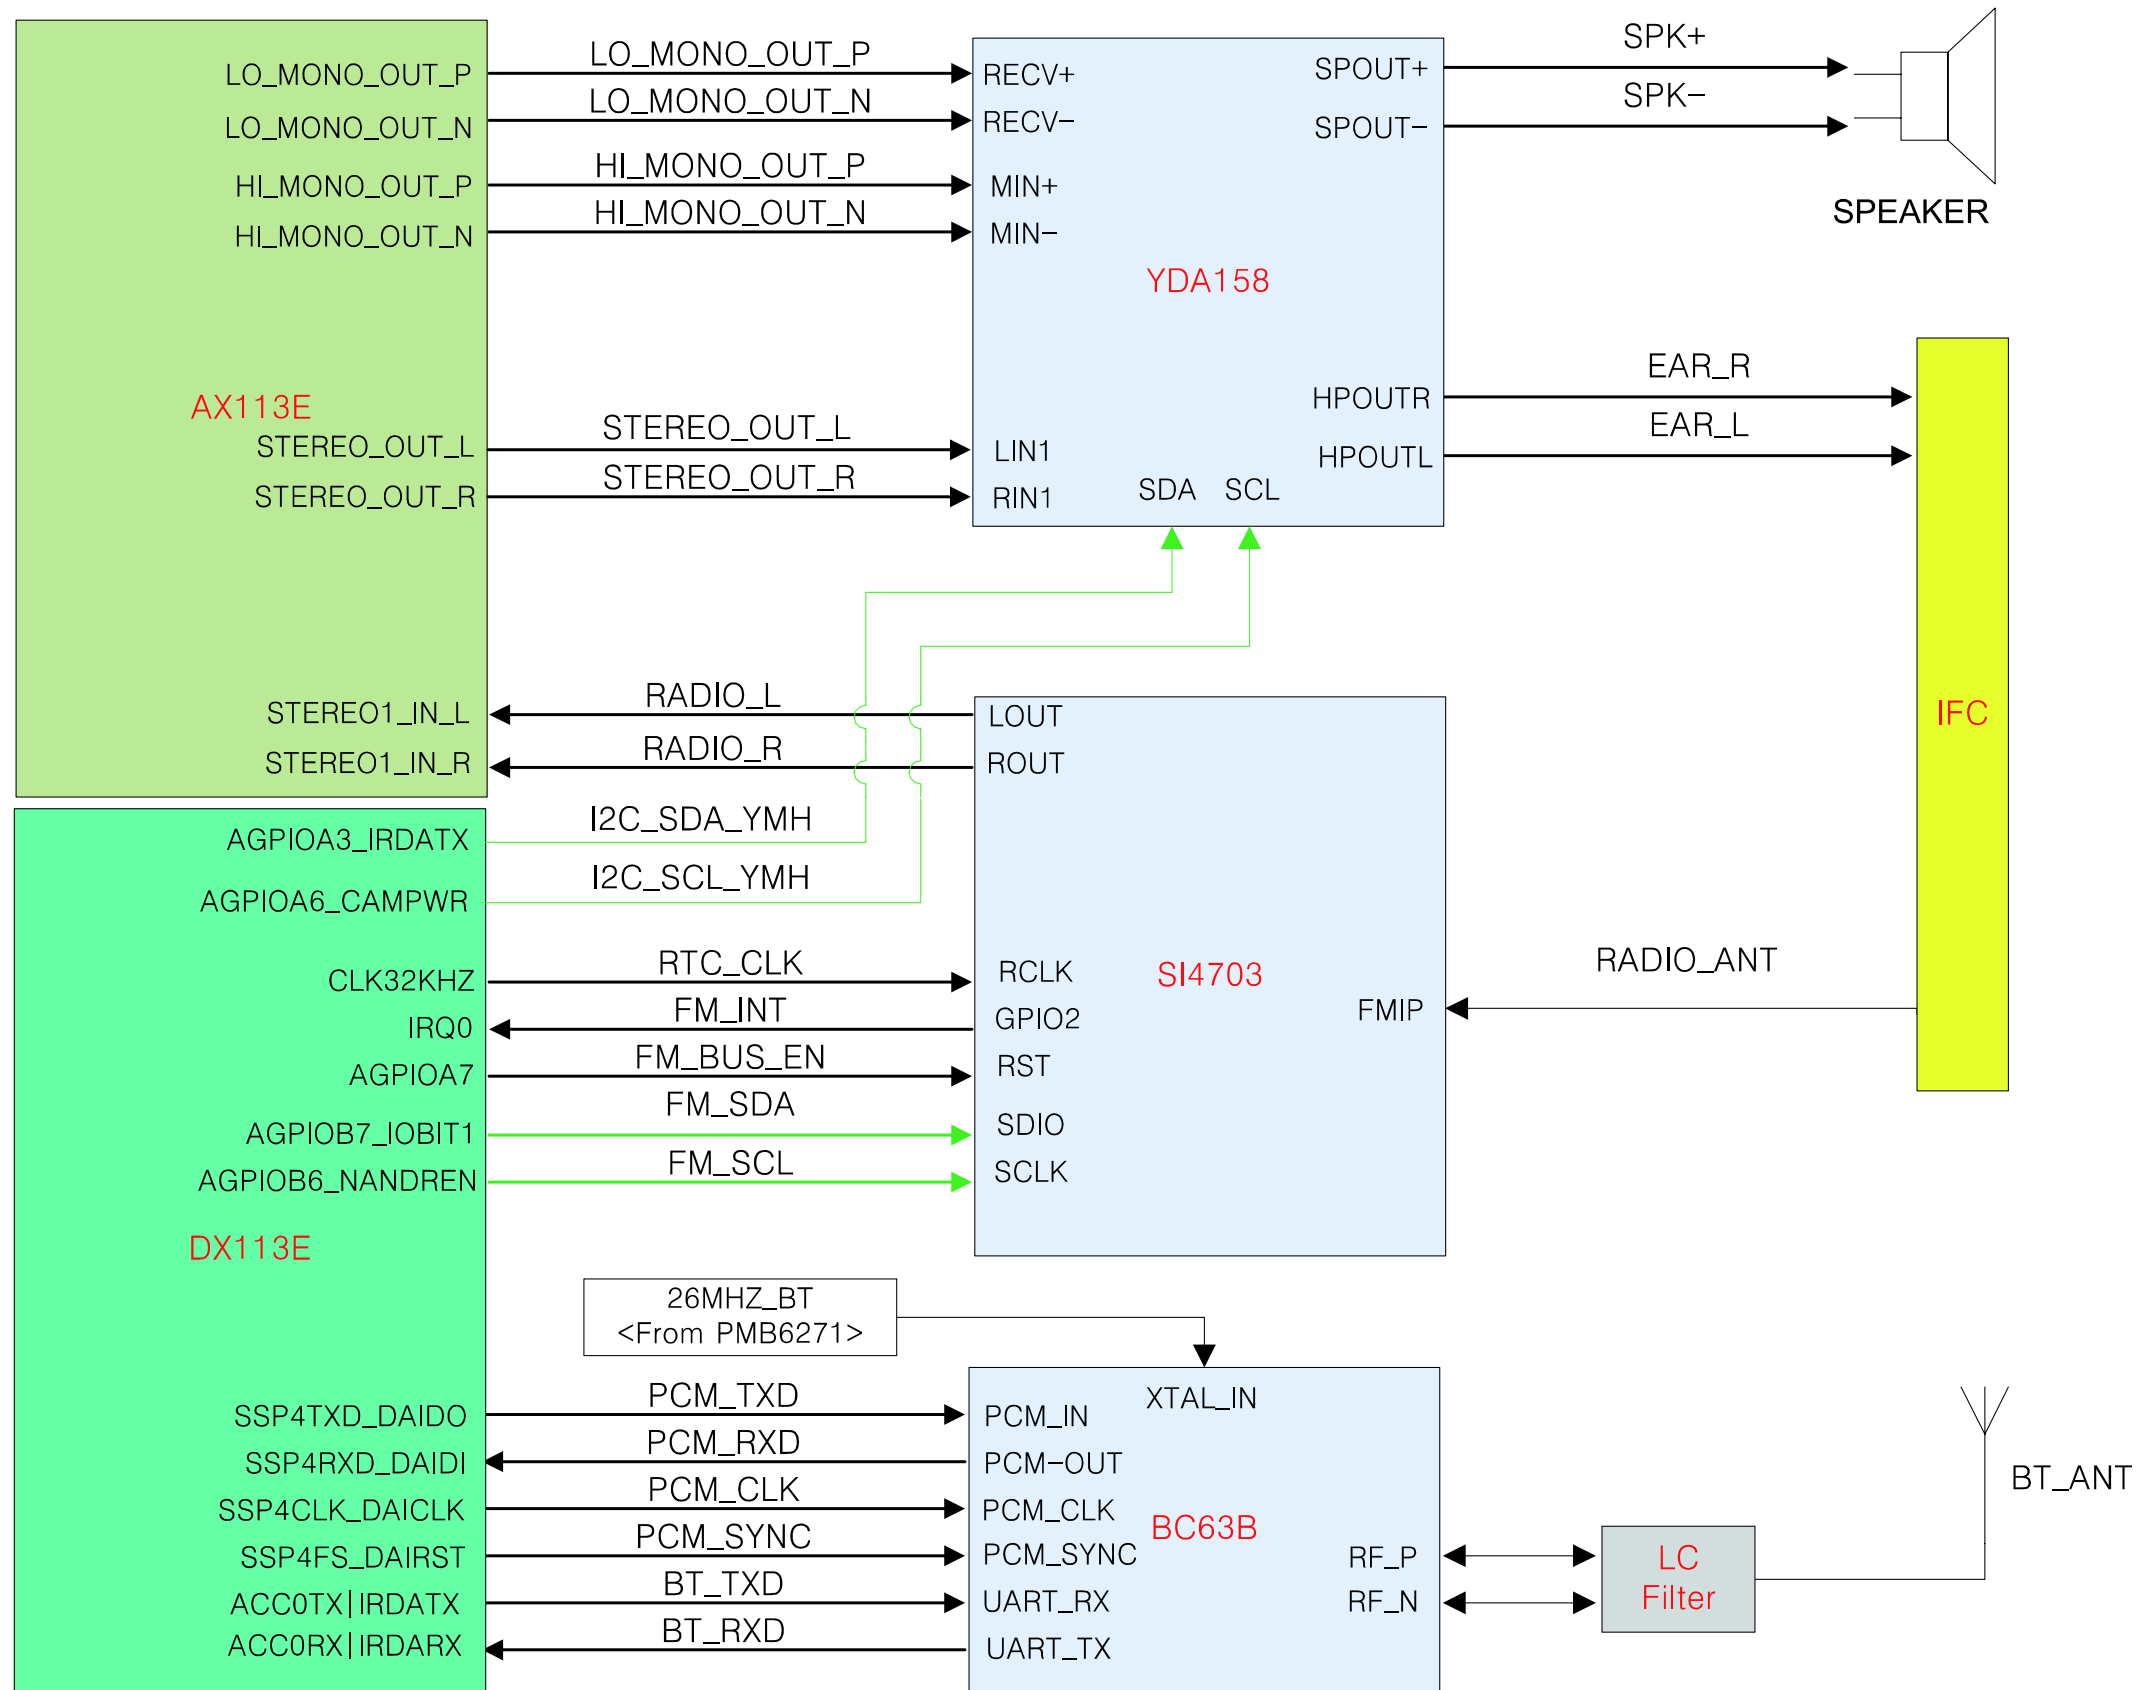 LO_MONO_OUT_P
LO_MONO_OUT_N
HI_MONO_OUT_P
HI_MONO_OUT_N
AX113E
STEREO_OUT_L
STEREO_OUT_R
STEREO1_IN_L
STEREO1_IN_R
LO_MONO_OUT_P
LO_MONO_OUT_N
HI_MONO_OUT_P
HI_MONO_OUT_N
STEREO_OUT_L
STEREO_OUT_R
RADIO_L
RADIO_R
RECV+
RECV-
MIN+
MIN-
YDA158
LIN1
RIN1
SDA SCL
SPOUT+
SPOUT-
HPOUTR
HPOUTL
SPK+
SPK-
SPEAKER
EAR_R
EAR_L
IFC
AGPIOA3_IRDATX
AGPIOA6_CAMPWR
CLK32KHZ
IRQ0
AGPIOA7
AGPIOB7_IOBIT1
AGPIOB6_NANDREN
DX113E
SSP4TXD_DAIDO
SSP4RXD_DAIDI
SSP4CLK_DAICLK
SSP4FS_DAIRST
ACC0TX|IRDATX
ACC0RX|IRDARX
I2C_SDA_YMH
I2C_SCL_YMH
RTC_CLK
FM_INT
FM_BUS_EN
FM_SDA
FM_SCL
LOUT
ROUT
RCLK
GPIO2
RST
SDIO
SCLK
SI4703
FMIP
RADIO_ANT
26MHZ_BT
<From PMB6271>
PCM_TXD
PCM_RXD
PCM_CLK
PCM_SYNC
BT_TXD
BT_RXD
XTAL_IN
PCM_IN
PCM-OUT
PCM_CLK
PCM_SYNC
UART_RX
UART_TX
BC63B
RF_P
RF_N
LC
Filter
BT_ANT